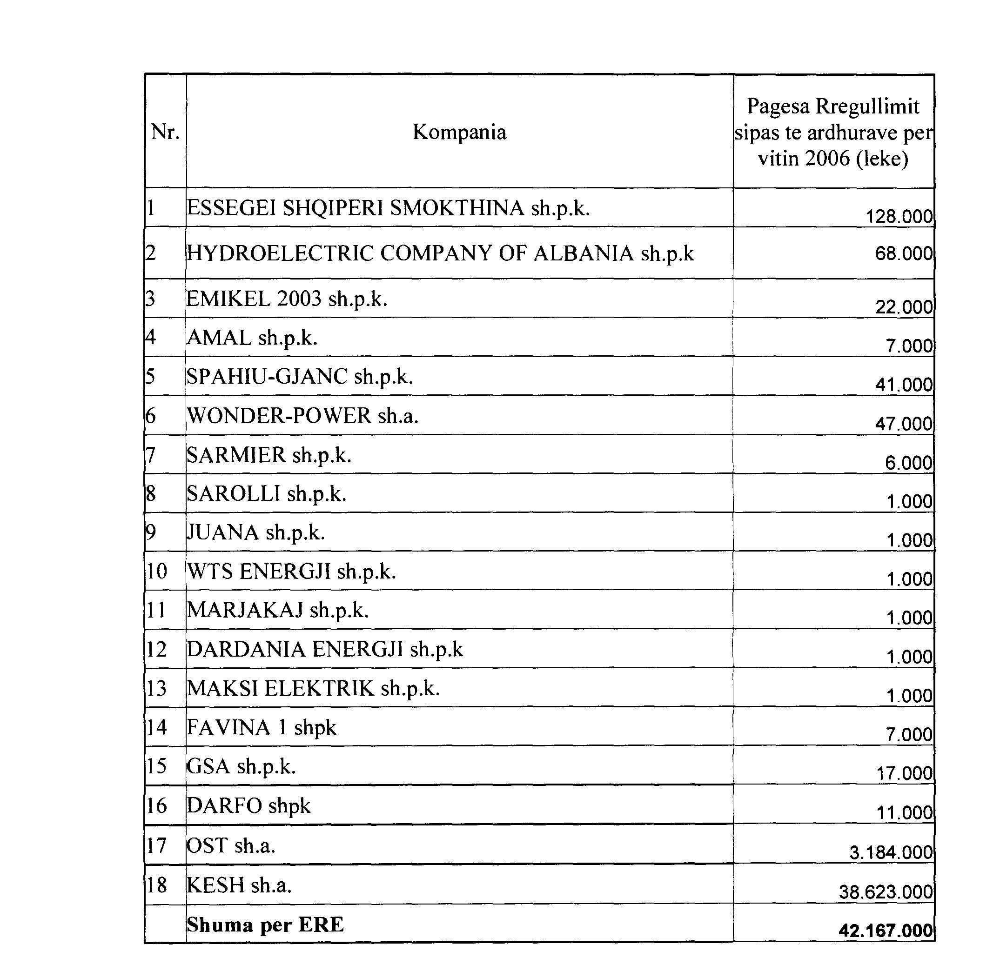 Nr. Kompania Pagesa Rregullimit
sipas te ardhurave per
vitin 2006 (leke)
1 ESSEGEI SHQIPERI SMOKTHINA sh.p.k. 128.000
2 HYDROELECTRIC COMPANY OF ALBANIA sh.p.k 68.000
3 EMIKEL 2003 sh.p.k. 22.000
4 AMAL sh.p.k. 7.000
5 SPAHIU-GJANC sh.p.k. 41.000
6 WONDER-POWER sh.a. 47.000
7 SARMIER sh.p.k. 6.000
8 SAROLLI sh.p.k. 1.000
9 JUANA sh.p.k. 1.000
10 WTS ENERGJI sh.p.k. 1.000
11 MARJAKAJ sh.p.k. 1.000
12 DARDANIA ENERGJI sh.p.k 1.000
13 MAKSI ELEKTRIK sh.p.k. 1.000
14 FAVINA 1 shpk 7.000
15 GSA sh.p.k. 17.000
16 DARFO shpk 11.000
17 OST sh.a. 3.184.000
18 KESH sh.a. 38.623.000
Shuma per ERE 42.167.000